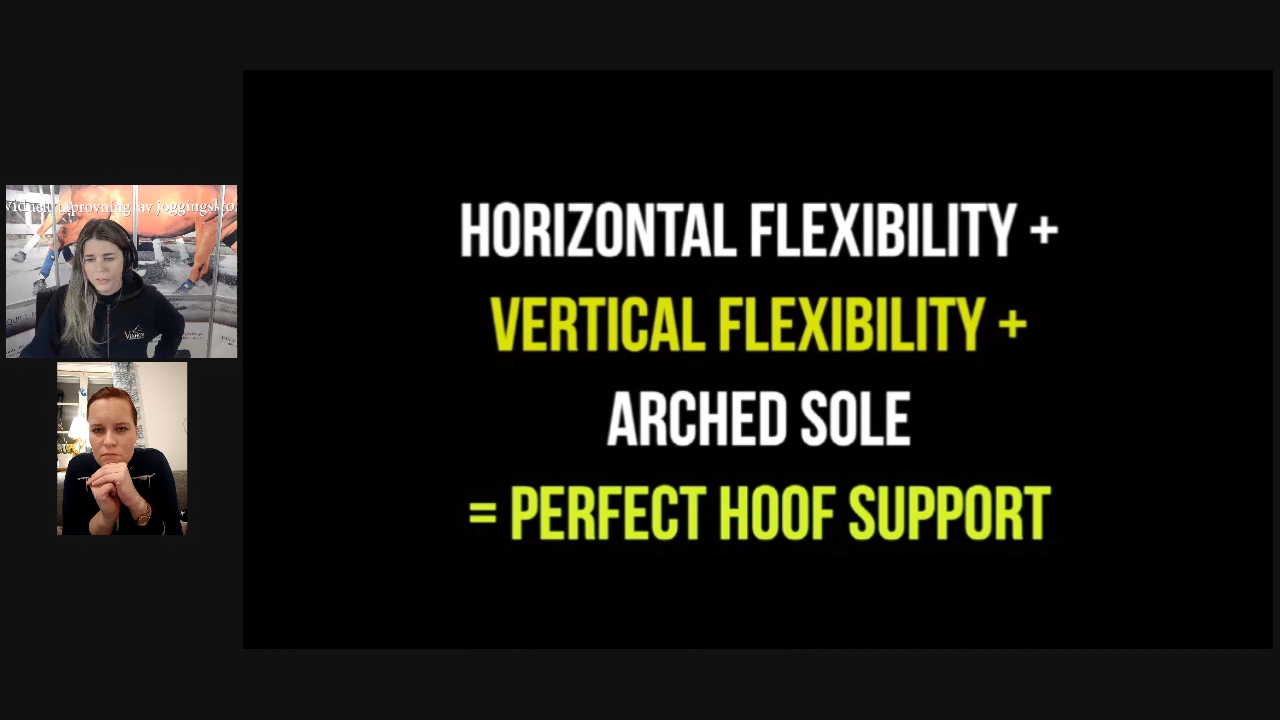 HORIZONTAL FLEXIBILITY +
VERTICAL FLEXIBILITY +
ARCHED SOLE
= PERFECT HOOF SUPPORT